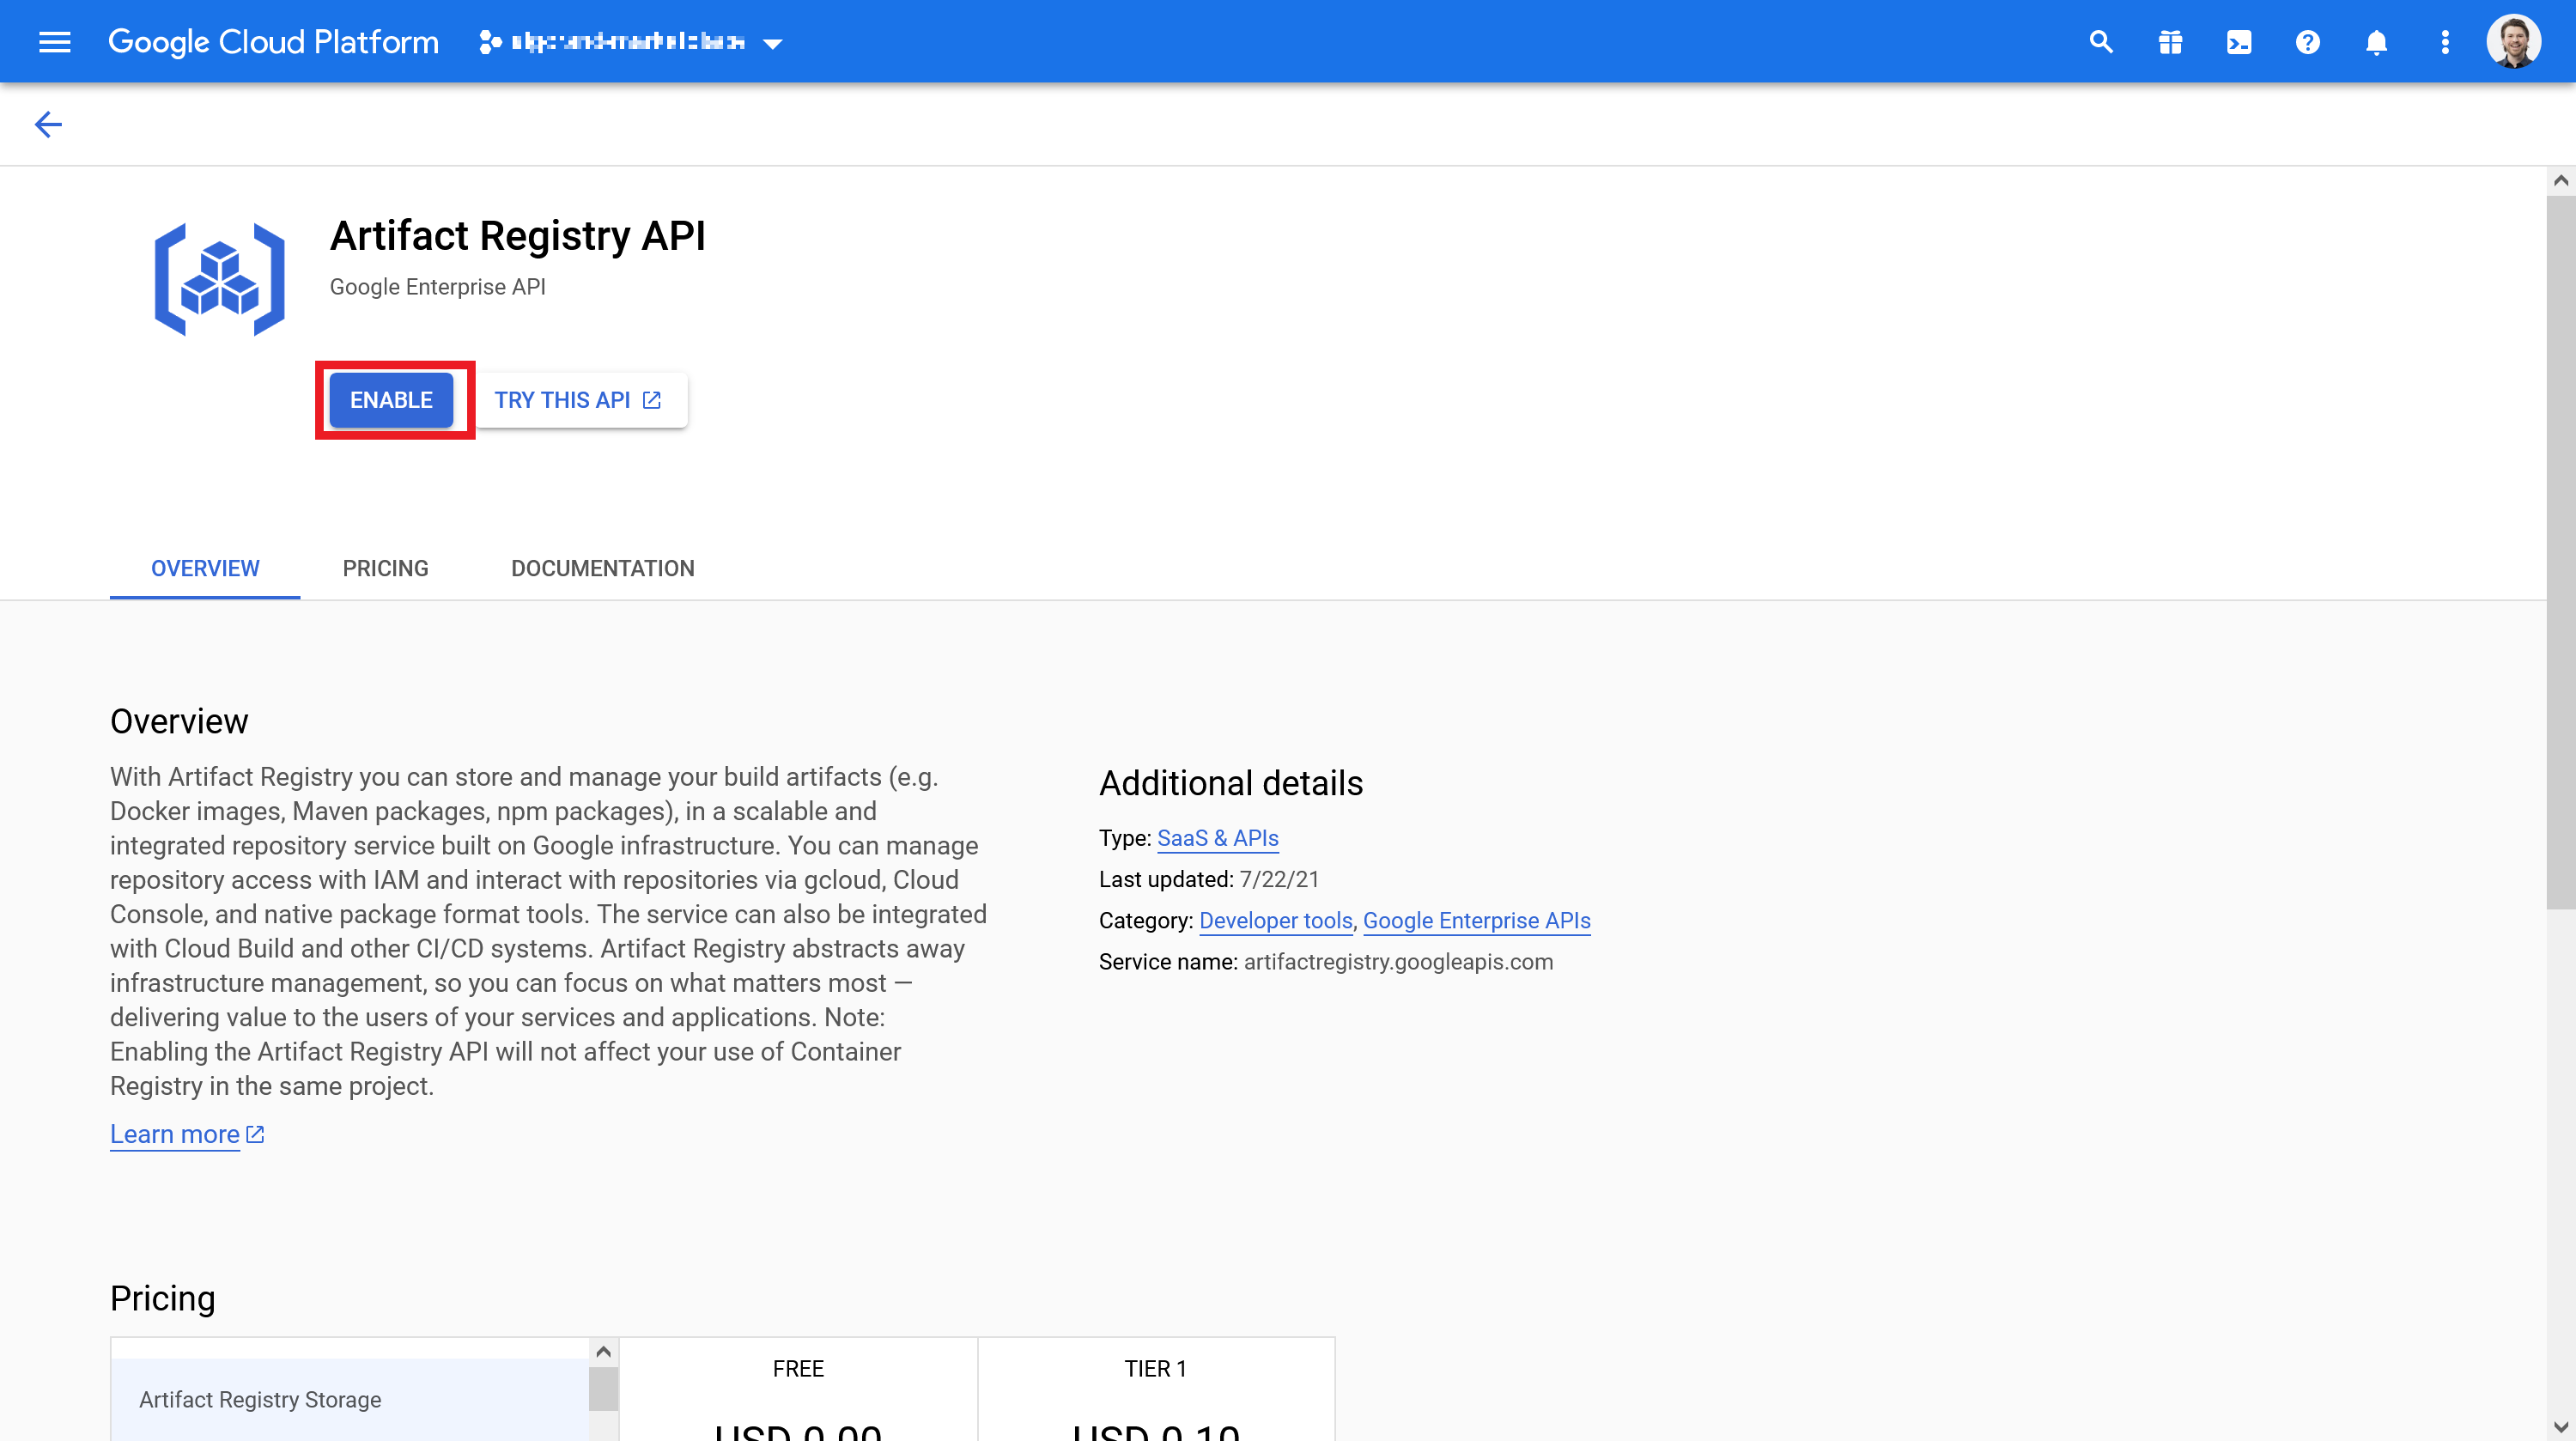 Google Cloud Platform
Artifact Registry API
Google Enterprise API
ENABLE
TRY THIS API
OVERVIEW
PRICING
DOCUMENTATION
Overview
With Artifact Registry you can store and manage your build artifacts (e.g.
Docker images, Maven packages, npm packages), in a scalable and
integrated repository service built on Google infrastructure. You can manage
repository access with IAM and interact with repositories via gcloud, Cloud
Console, and native package format tools. The service can also be integrated
with Cloud Build and other CI/CD systems. Artifact Registry abstracts away
infrastructure management, so you can focus on what matters most —
delivering value to the users of your services and applications. Note:
Enabling the Artifact Registry API will not affect your use of Container
Registry in the same project.
Learn more
Additional details
Type: SaaS & APIs
Last updated: 7/22/21
Category: Developer tools, Google Enterprise APIs
Service name: artifactregistry.googleapis.com
Pricing
Artifact Registry Storage
FREE
USD 0.00
TIER 1
USD 0.10